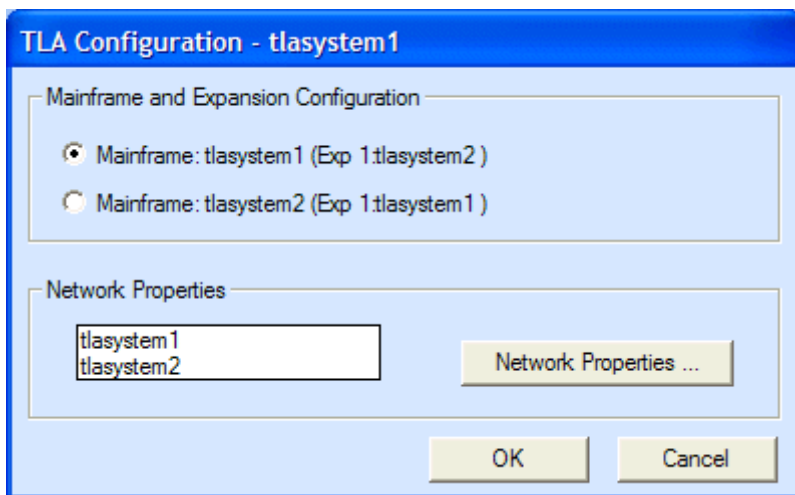 TLA Configuration - tlasystem1
Mainframe and Expansion Configuration
Mainframe: tlasystem1 (Exp 1:tlasystem2 )
Mainframe: tlasystem2 (Exp 1:tlasystem1 )
Network Properties
tlasystem1
tlasystem2
Network Properties ...
OK
Cancel